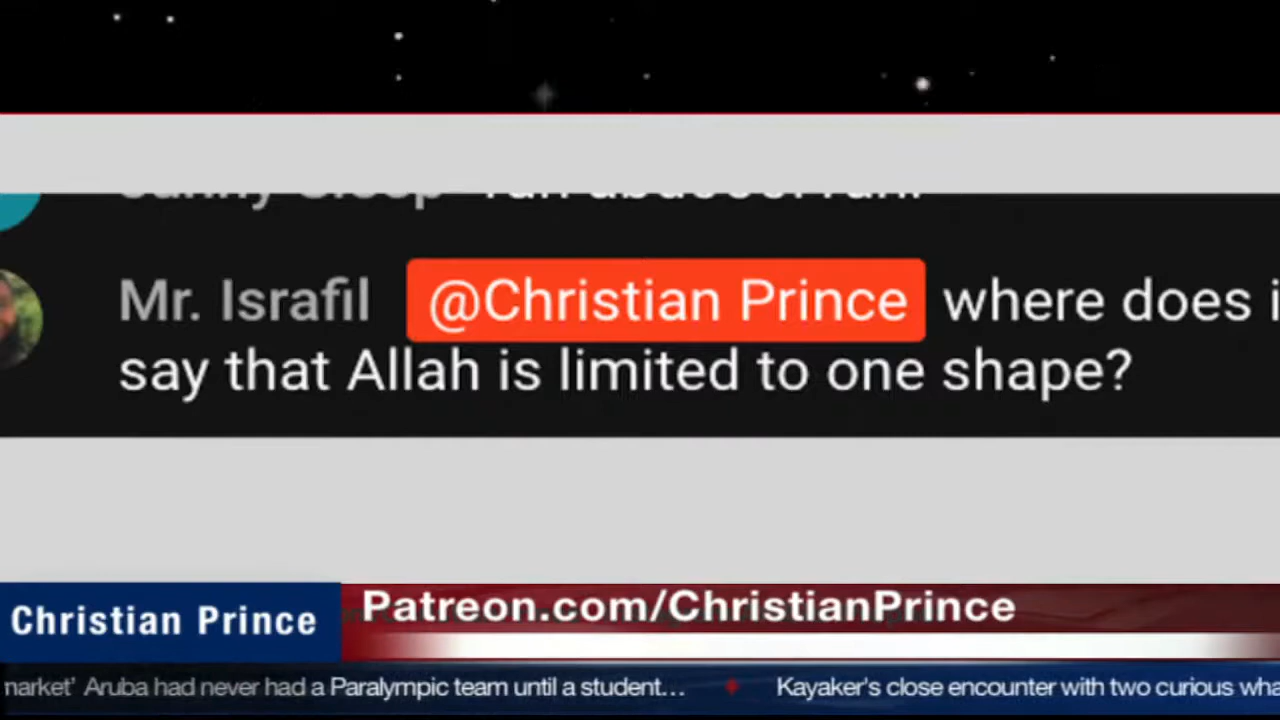 Mr. Israfil @Christian Prince where does i
say that Allah is limited to one shape?
Patreon.com/ChristianPrince
Christian Prince
market' Aruba had never had a Paralympic team until a student... Kayaker's close encounter with two curious wha